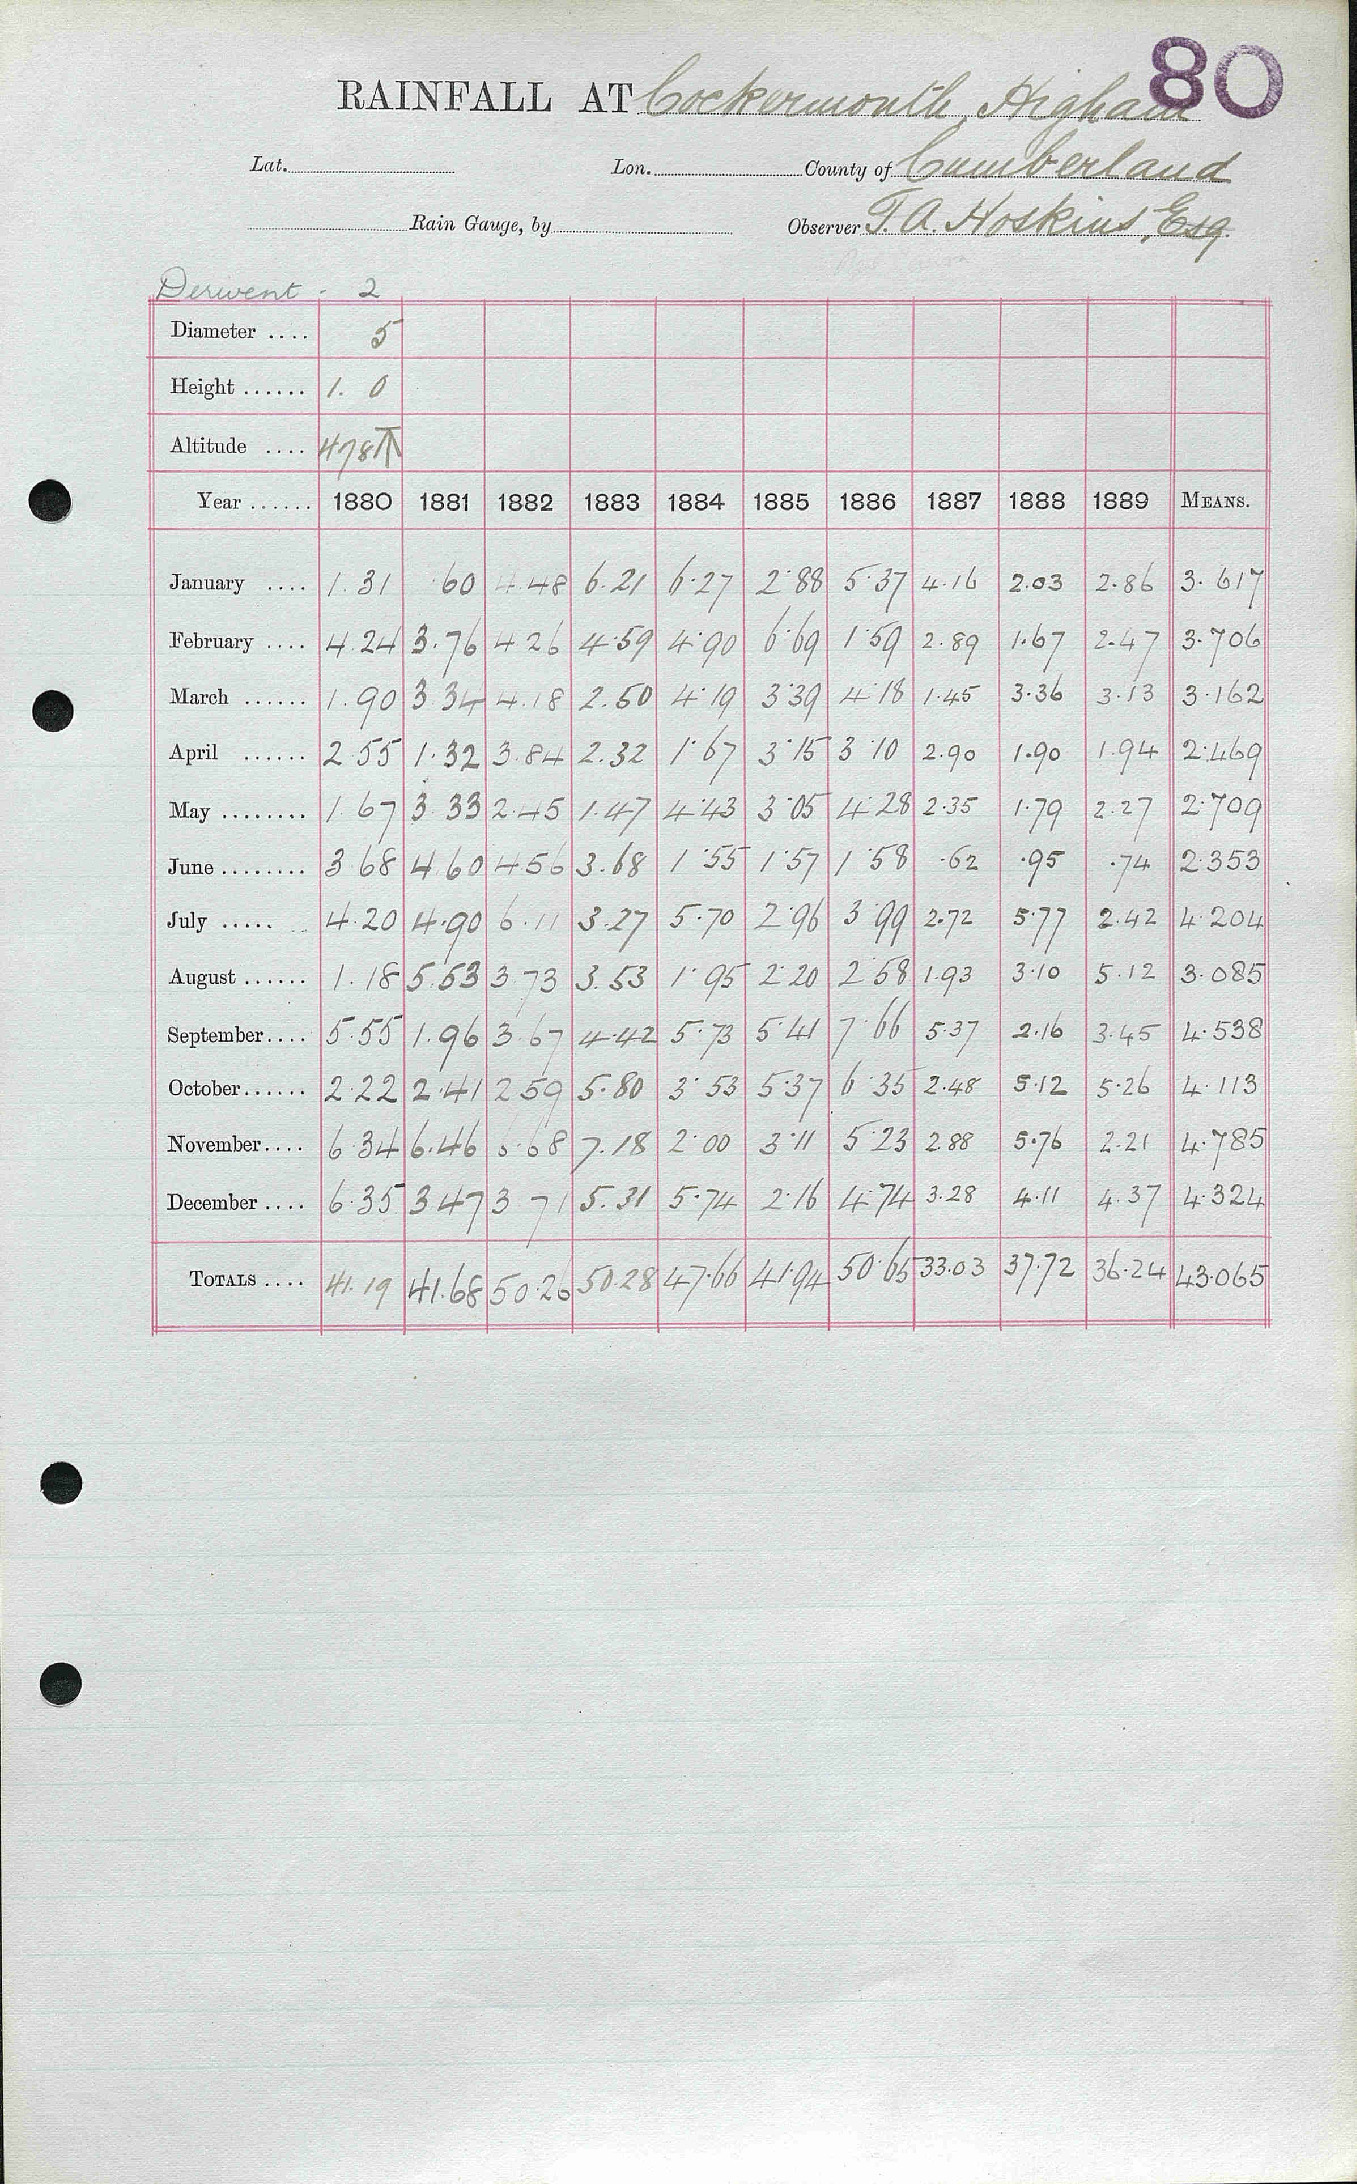 80
RAINFALL AT Cockermouth, Higham
Lat. Lon. County of Cumberland
Rain Gauge, by Observer T. A. Hoskins, Esq.
Derwent - 2
Diameter .... 5
Height ...... 1. 0
Altitude .... 478 T
Year ...... 1880 1881 1882 1883 1884 1885 1886 1887 1888 1889 MEANS.
January .... 1.31 .60 4.48 6.21 6.27 2.88 5.37 4.16 2.03 2.86 3.617
February .... 4.24 3.76 4.26 4.59 4.90 6.69 1.59 2.89 1.67 2.47 3.706
March ...... 1.90 3.34 4.18 2.50 4.19 3.39 4.18 1.45 3.36 3.13 3.162
April ...... 2.55 1.32 3.84 2.32 1.67 3.15 3.10 2.90 1.90 1.94 2.469
May ........ 1.67 3.33 2.45 1.47 4.43 3.05 4.28 2.35 1.79 2.27 2.709
June ........ 3.68 4.60 4.56 3.68 1.55 1.57 1.58 .62 .95 .74 2.353
July ..... 4.20 4.90 6.11 3.27 5.70 2.96 3.99 2.72 5.77 2.42 4.204
August ...... 1.18 5.53 3.73 3.53 1.95 2.20 2.58 1.93 3.10 5.12 3.085
September.... 5.55 1.96 3.67 4.42 5.73 5.41 7.66 5.37 2.16 3.45 4.538
October...... 2.22 2.41 2.59 5.80 3.53 5.37 6.35 2.48 5.12 5.26 4.113
November.... 6.34 6.46 6.68 7.18 2.00 3.11 5.23 2.88 5.76 2.21 4.785
December .... 6.35 3.47 3.71 5.31 5.74 2.16 4.74 3.28 4.11 4.37 4.324
TOTALS .... 41.19 41.68 50.26 50.28 47.66 41.94 50.65 33.03 37.72 36.24 43.065